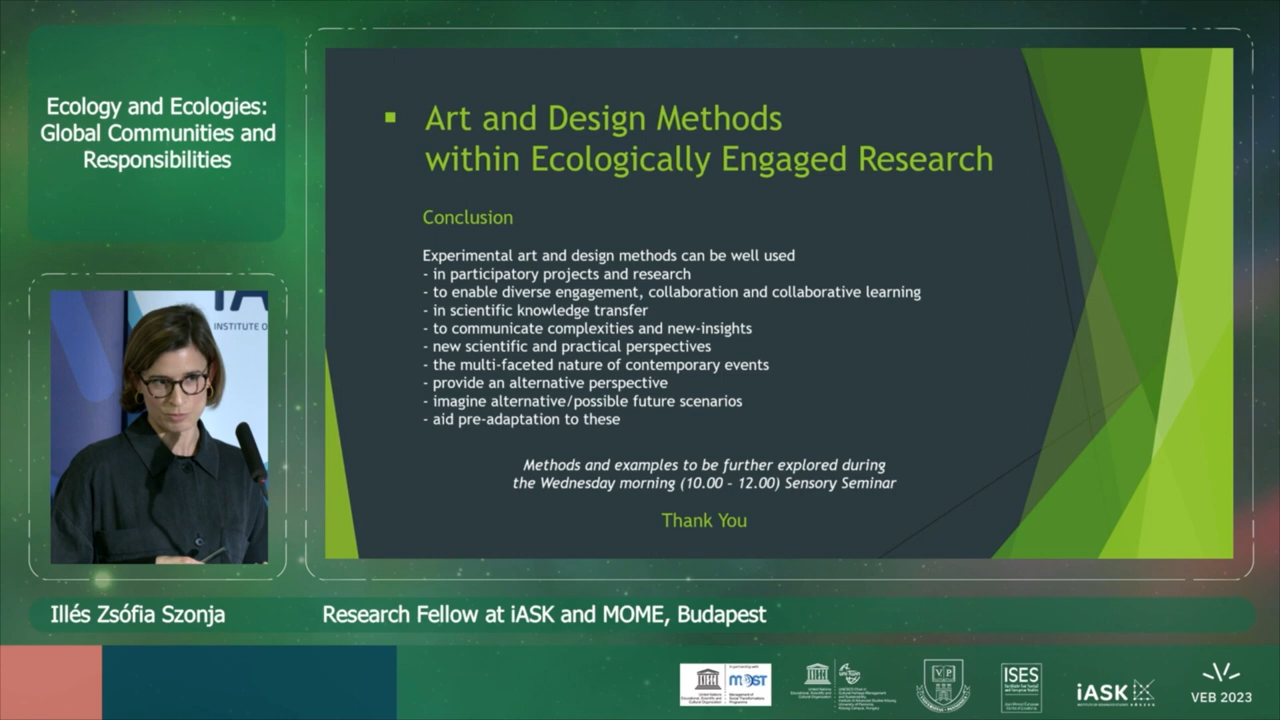 Ecology and Ecologies:
Global Communities and
Responsibilities
▪ Art and Design Methods
within Ecologically Engaged Research
Conclusion
Experimental art and design methods can be well used
- in participatory projects and research
- to enable diverse engagement, collaboration and collaborative learning
- in scientific knowledge transfer
- to communicate complexities and new-insights
- new scientific and practical perspectives
- the multi-faceted nature of contemporary events
- provide an alternative perspective
- imagine alternative/possible future scenarios
- aid pre-adaptation to these
Methods and examples to be further explored during
the Wednesday morning (10.00 – 12.00) Sensory Seminar
Thank You
INSTITUTE O
Illés Zsófia Szonja
Research Fellow at iASK and MOME, Budapest
MOST
ISES
iASK
VEB 2023